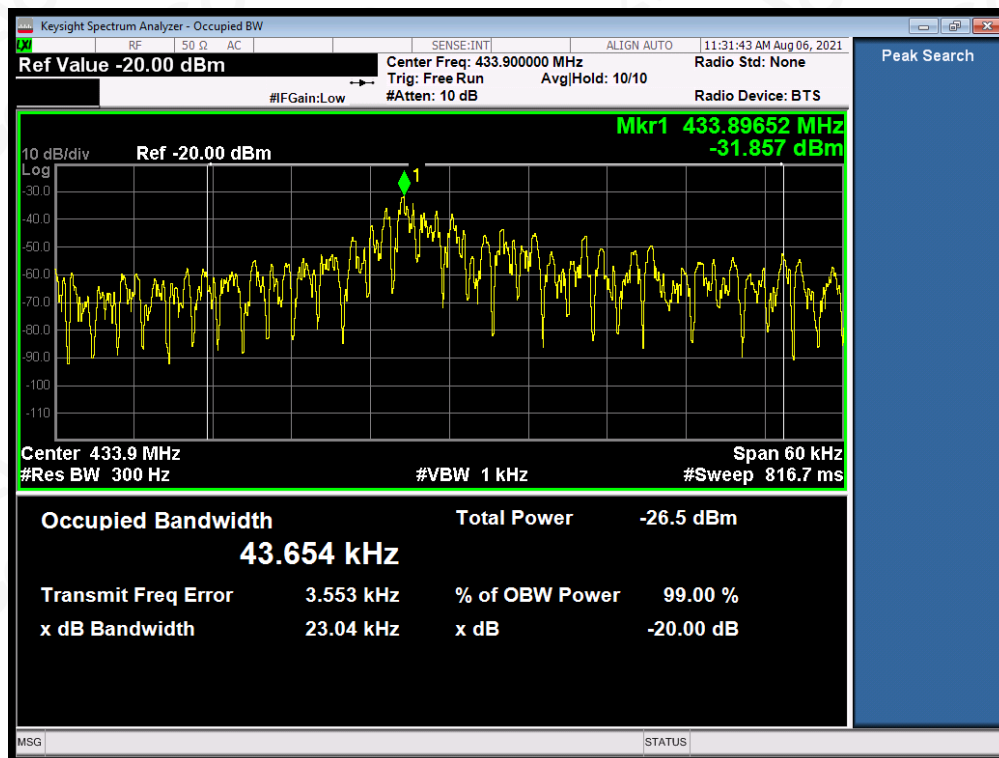 Keysight Spectrum Analyzer - Occupied BW
LXI RF 50 Ω AC SENSE:INT ALIGN AUTO 11:31:43 AM Aug 06, 2021
Ref Value -20.00 dBm Center Freq: 433.900000 MHz Radio Std: None
Trig: Free Run Avg|Hold: 10/10
#IFGain:Low #Atten: 10 dB Radio Device: BTS
Peak Search
Mkr1 433.89652 MHz
10 dB/div Ref -20.00 dBm -31.857 dBm
Log
1
-30.0
-40.0
-50.0
-60.0
-70.0
-80.0
-90.0
-100
-110
Center 433.9 MHz Span 60 kHz
#Res BW 300 Hz #VBW 1 kHz #Sweep 816.7 ms
Occupied Bandwidth Total Power -26.5 dBm
43.654 kHz
Transmit Freq Error 3.553 kHz % of OBW Power 99.00 %
x dB Bandwidth 23.04 kHz x dB -20.00 dB
MSG STATUS